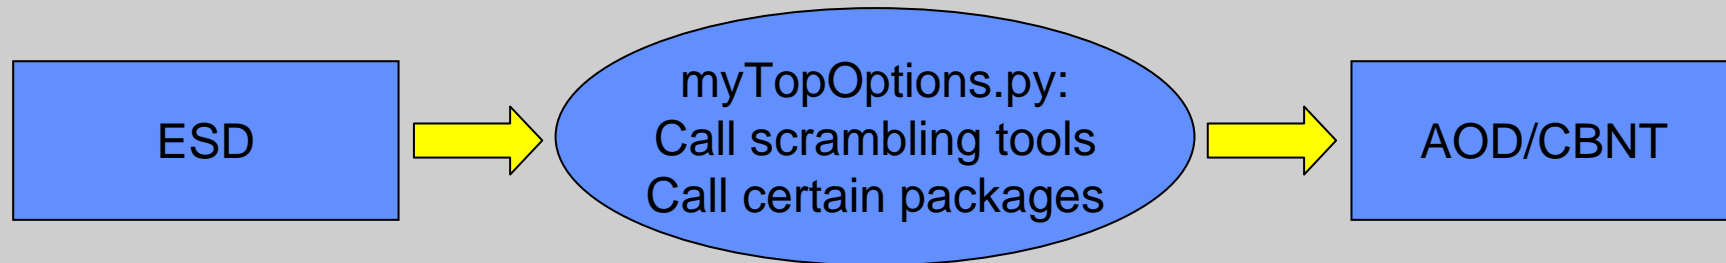 ESD
myTopOptions.py:
Call scrambling tools
Call certain packages
AOD/CBNT